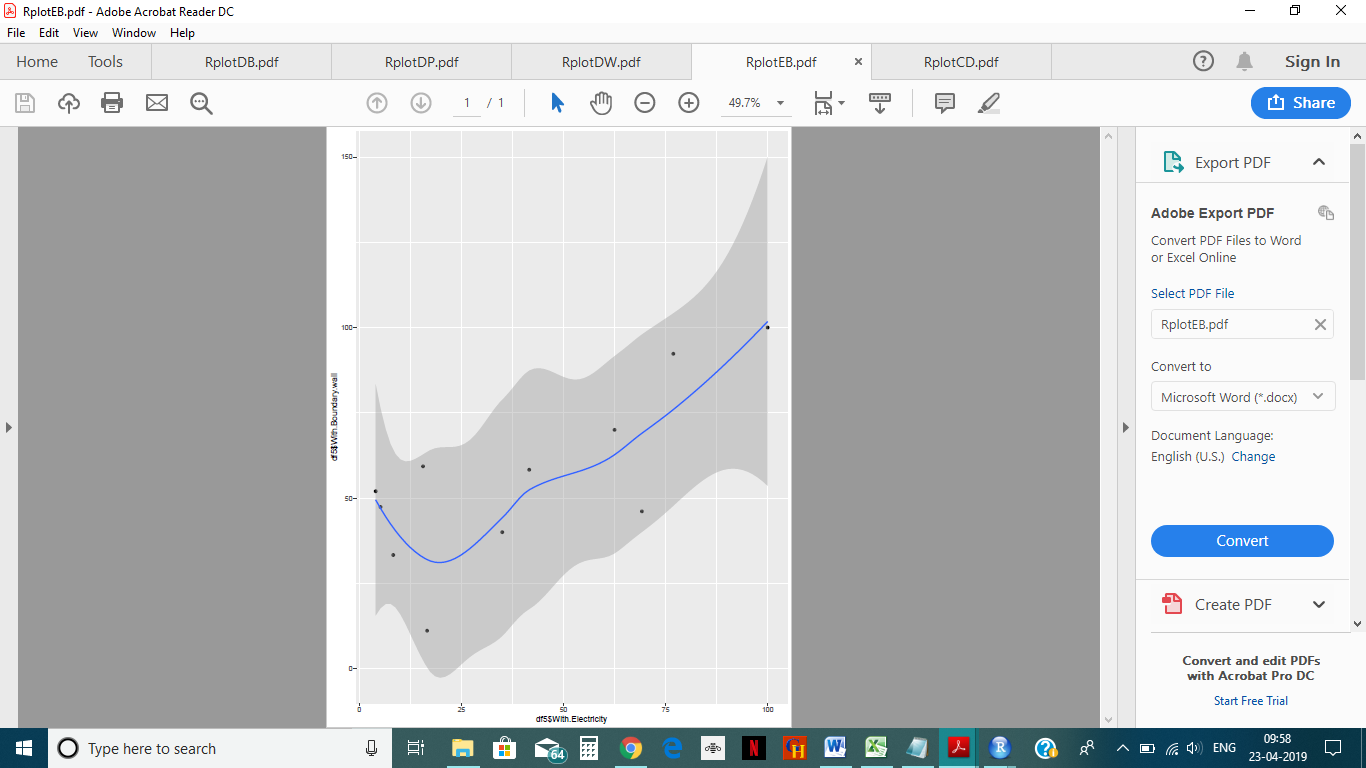 RplotEB.pdf - Adobe Acrobat Reader DC
File Edit View Window Help
Home Tools RplotDB.pdf RplotDP.pdf RplotDW.pdf RplotEB.pdf RplotCD.pdf Sign In
1 / 1 49.7% Share
150
100
50
0
df5$With.Boundary.wall
0 25 50 75 100
df5$With.Electricity
Export PDF
Adobe Export PDF
Convert PDF Files to Word
or Excel Online
Select PDF File
RplotEB.pdf
Convert to
Microsoft Word (*.docx)
Document Language:
English (U.S.) Change
Convert
Create PDF
Convert and edit PDFs
with Acrobat Pro DC
Start Free Trial
Type here to search
64
ENG
09:58
23-04-2019